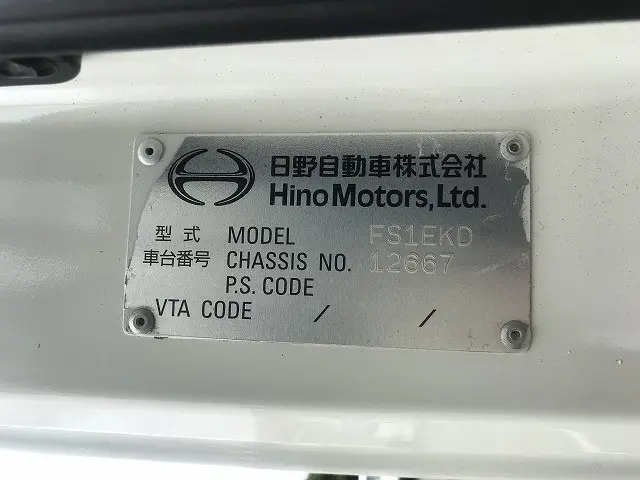 日野自動車株式会社
Hino Motors, Ltd.
型式 MODEL FS1EKD
車台番号 CHASSIS NO. 12667
P.S. CODE
VTA CODE / /